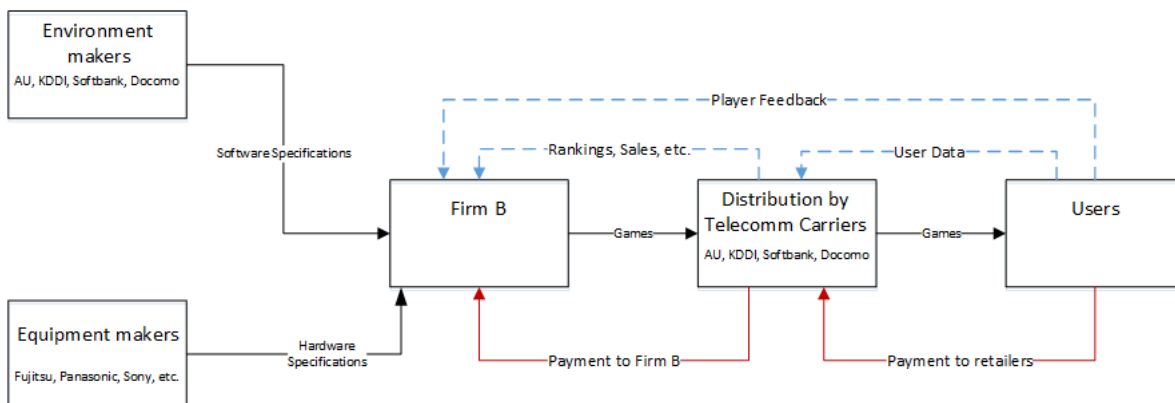 Environment
makers
AU, KDDI, Softbank, Docomo
Player Feedback
Software Specifications
Rankings, Sales, etc.
User Data
Firm B
Games
Distribution by
Telecomm Carriers
AU, KDDI, Softbank, Docomo
Games
Users
Equipment makers
Fujitsu, Panasonic, Sony, etc.
Hardware
Specifications
Payment to Firm B
Payment to retailers